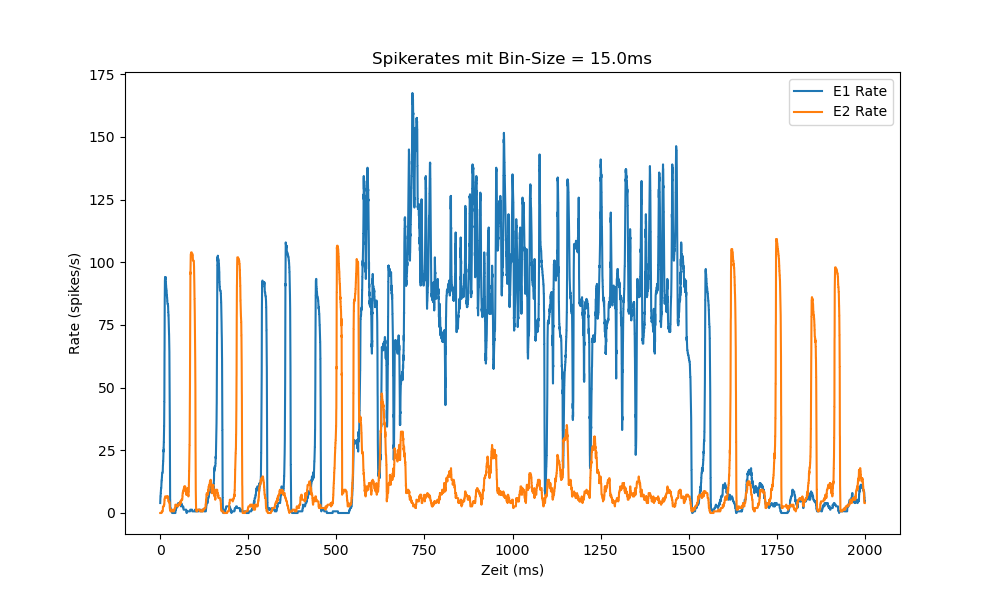 Spikerates mit Bin-Size = 15.0ms
E1 Rate
E2 Rate
175
150
125
100
75
50
25
0
Rate (spikes/s)
0 250 500 750 1000 1250 1500 1750 2000
Zeit (ms)